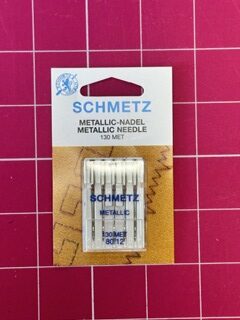 SCHMETZ
METALLIC-NADEL
METALLIC NEEDLE
130 MET
SCHMETZ
METALLIC
130 MET
80/12